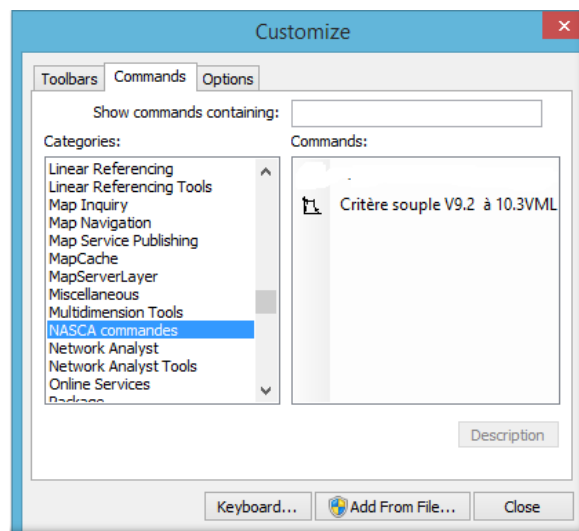 Customize
Toolbars Commands Options
Show commands containing:
Categories: Commands:
Linear Referencing
Linear Referencing Tools
Map Inquiry
Map Navigation
Map Service Publishing
MapCache
MapServerLayer
Miscellaneous
Multidimension Tools
NASCA commandes
Network Analyst
Network Analyst Tools
Online Services
Package
Critère souple V9.2 à 10.3VML
Description
Keyboard... Add From File... Close